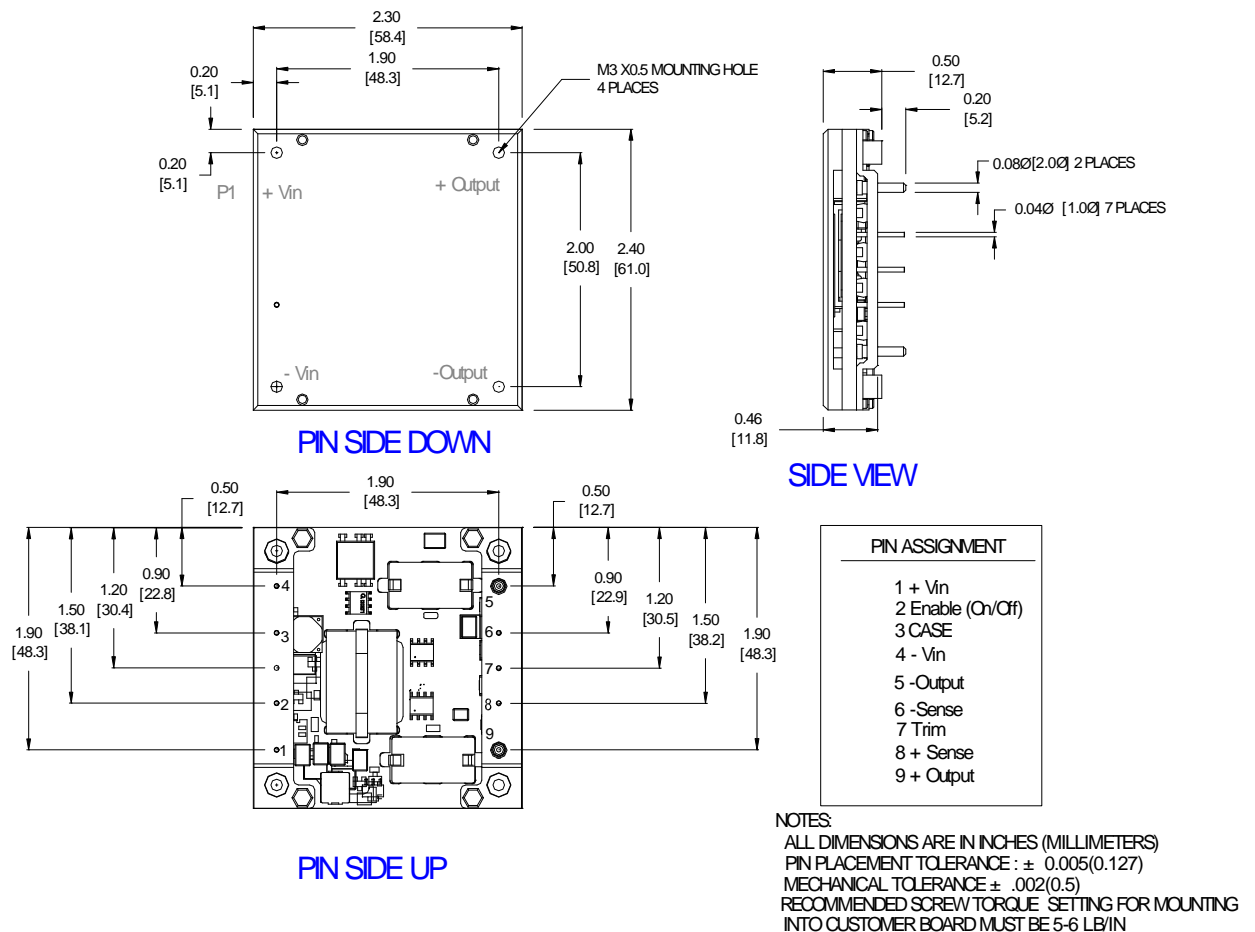 2.30
[58.4]
1.90
[48.3]
0.20
[5.1]
M3 X0.5 MOUNTING HOLE
4 PLACES
0.20
[5.1]
P1
+ Vin
+ Output
2.00
[50.8]
2.40
[61.0]
- Vin
-Output
PIN SIDE DOWN
0.50
[12.7]
0.20
[5.2]
0.08Ø[2.0Ø] 2 PLACES
0.04Ø [1.0Ø] 7 PLACES
0.46
[11.8]
SIDE VIEW
0.50
[12.7]
1.90
[48.3]
0.50
[12.7]
0.90
[22.8]
1.20
[30.4]
1.50
[38.1]
1.90
[48.3]
0.90
[22.9]
1.20
[30.5]
1.50
[38.2]
1.90
[48.3]
4
3
2
1
5
6
7
8
9
PIN SIDE UP
PIN ASSIGNMENT
1 + Vin
2 Enable (On/Off)
3 CASE
4 - Vin
5 -Output
6 -Sense
7 Trim
8 + Sense
9 + Output
NOTES:
ALL DIMENSIONS ARE IN INCHES (MILLIMETERS)
PIN PLACEMENT TOLERANCE : ± 0.005(0.127)
MECHANICAL TOLERANCE ± .002(0.5)
RECOMMENDED SCREW TORQUE SETTING FOR MOUNTING
INTO CUSTOMER BOARD MUST BE 5-6 LB/IN